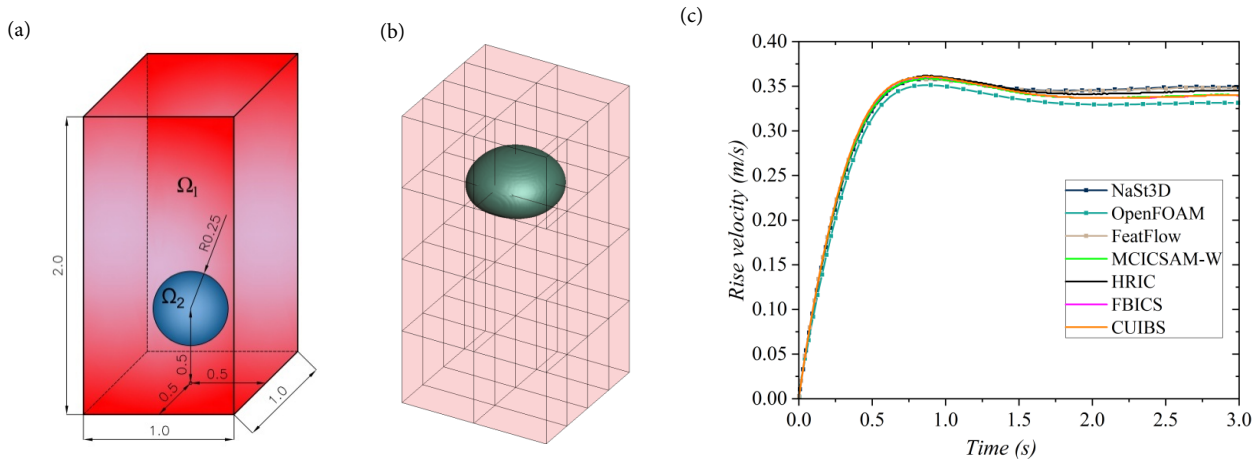 (a)
Ω1
R0.25
Ω2
2.0
0.5
0.5
0.5
1.0
1.0
(b)
(c)
0.40
0.35
0.30
0.25
0.20
0.15
0.10
0.05
0.00
Rise velocity (m/s)
NaSt3D
OpenFOAM
FeatFlow
MCICSAM-W
HRIC
FBICS
CUIBS
0.0 0.5 1.0 1.5 2.0 2.5 3.0
Time (s)